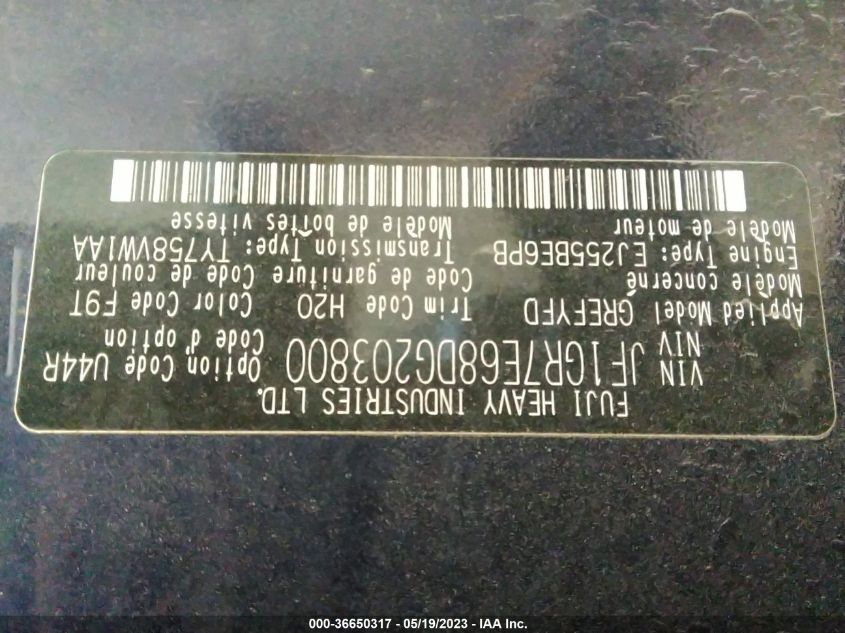 FUJI HEAVY INDUSTRIES LTD.
VIN JF1GR7E68DG203800 Option Code U44R
NIV Code d'option
Applied Model GREFYFD Trim Code H20 Color Code F9T
Modèle concerné Code de garniture Code de couleur
Engine Type: EJ255BE6PB Transmission Type: TY758VW1AA
Modèle de moteur Modèle de boîtes vitesse
000-36650317 - 05/19/2023 - IAA Inc.